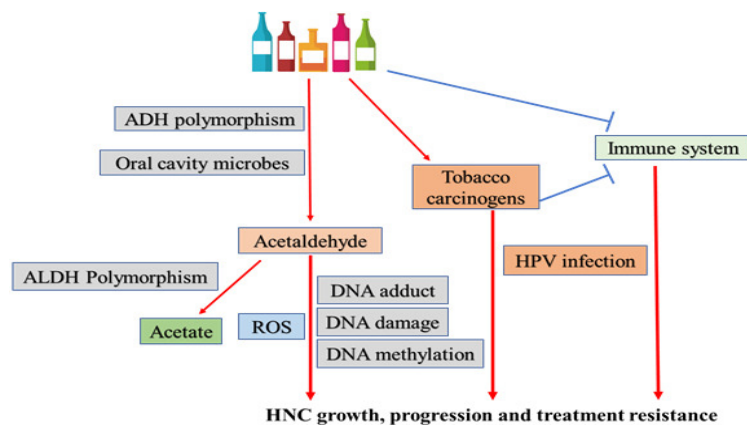 ADH polymorphism
Oral cavity microbes
Immune system
Tobacco
carcinogens
Acetaldehyde
HPV infection
ALDH Polymorphism
DNA adduct
Acetate
ROS
DNA damage
DNA methylation
HNC growth, progression and treatment resistance